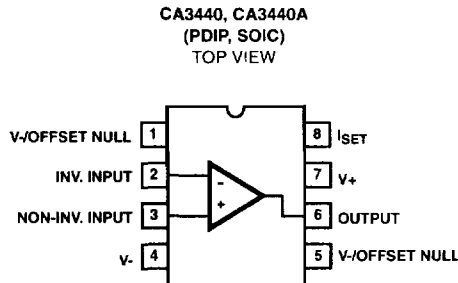 CA3440, CA3440A
(PDIP, SOIC)
TOP VIEW
V-/OFFSET NULL 1
8 ISET
INV. INPUT 2
-
7 V+
NON-INV. INPUT 3
+
6 OUTPUT
V- 4
5 V-/OFFSET NULL